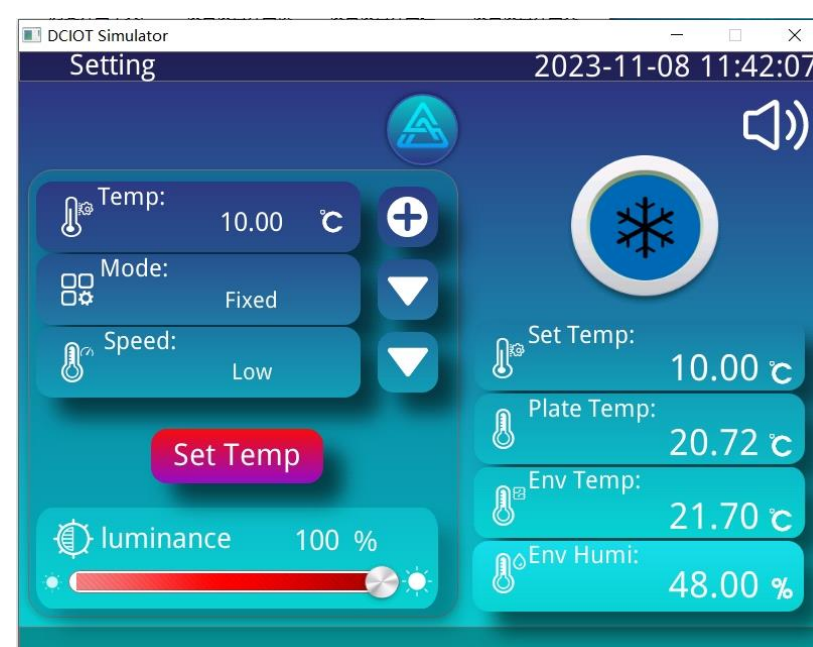 DCIOT Simulator
Setting
2023-11-08 11:42:07
Temp:
10.00 ℃
Mode:
Fixed
Speed:
Low
Set Temp
luminance 100 %
Set Temp:
10.00 ℃
Plate Temp:
20.72 ℃
Env Temp:
21.70 ℃
Env Humi:
48.00 %